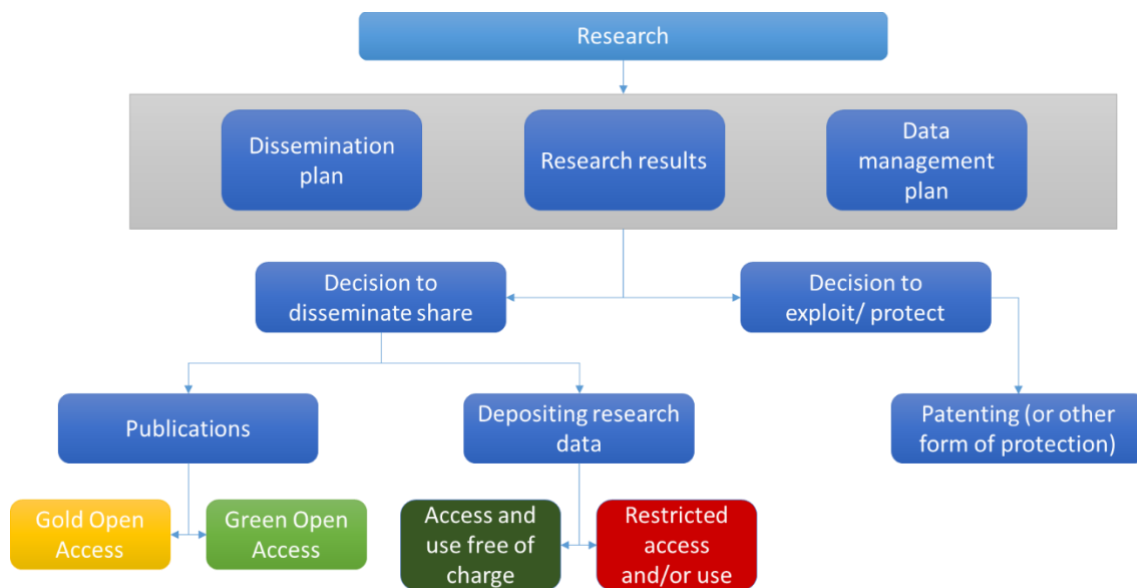 Research
Dissemination
plan
Research results
Data
management
plan
Decision to
disseminate share
Decision to
exploit/ protect
Publications
Depositing research
data
Patenting (or other
form of protection)
Gold Open
Access
Green Open
Access
Access and
use free of
charge
Restricted
access
and/or use